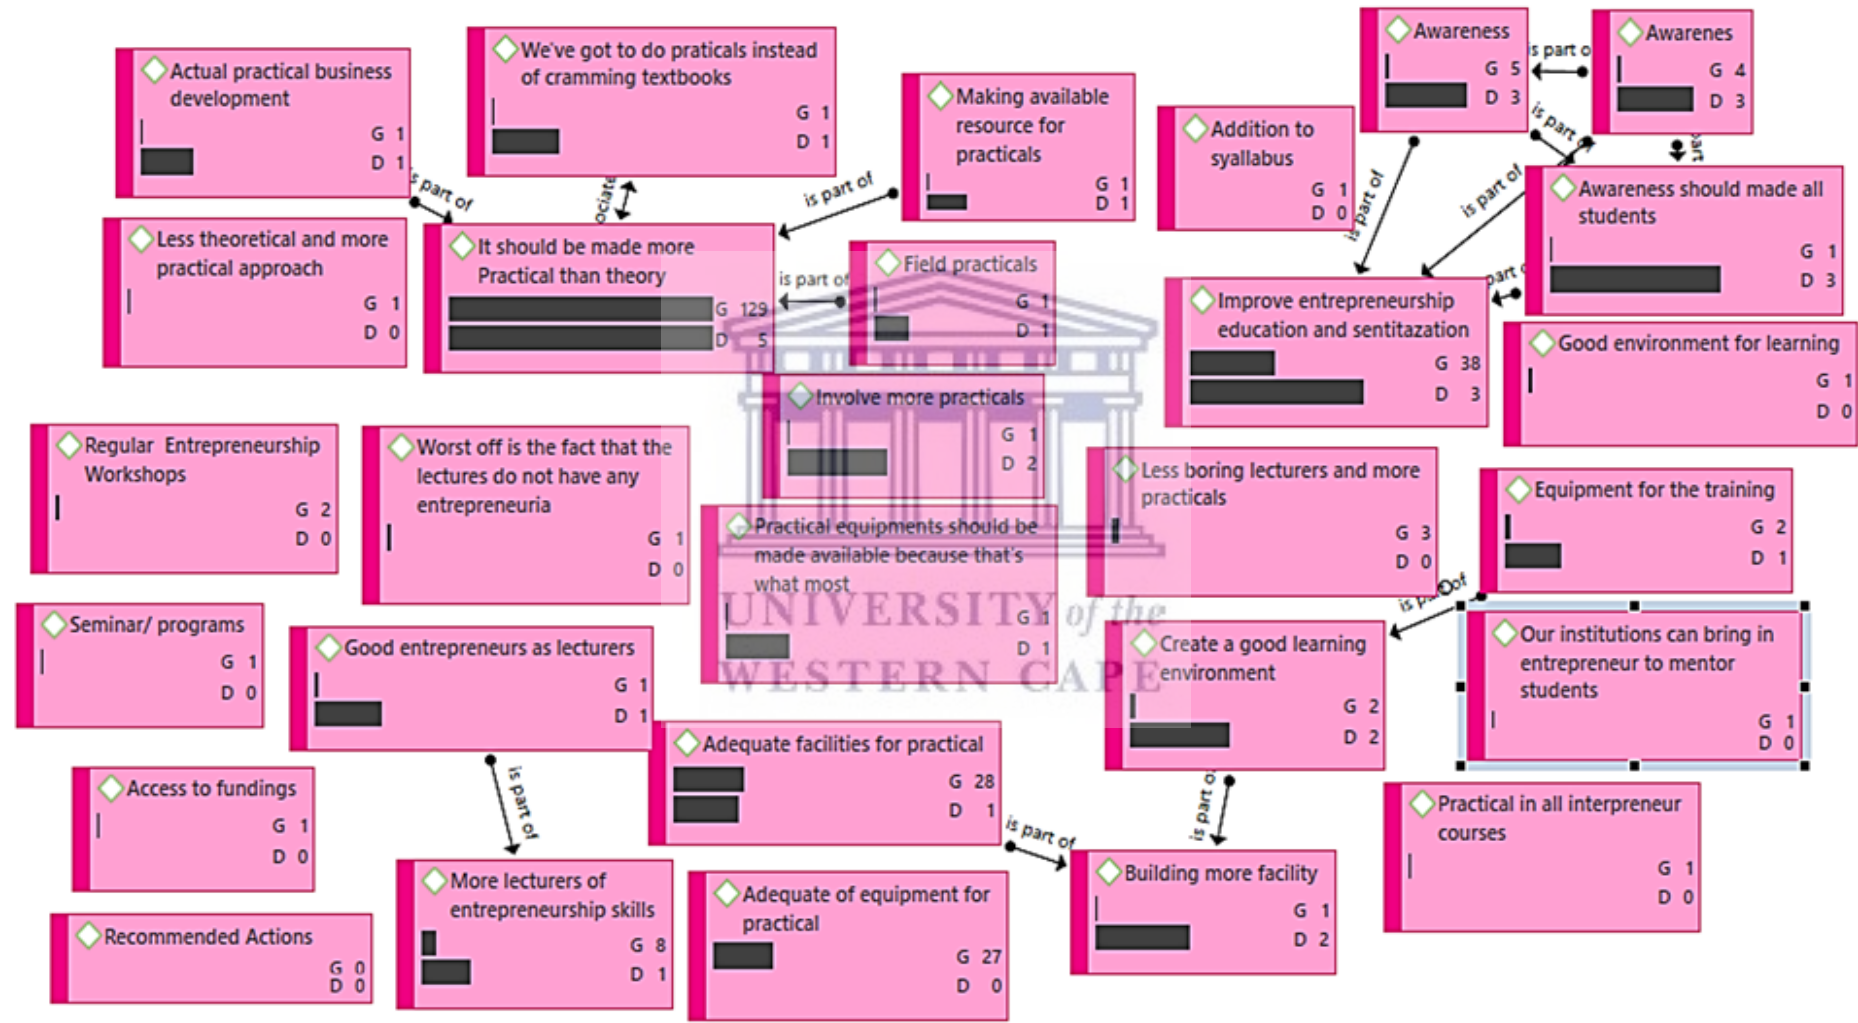 Actual practical business
development
G 1
D 1
We've got to do praticals instead
of cramming textbooks
G 1
D 1
Making available
resource for
practicals
G 1
D 1
Addition to
syallabus
G 1
D 0
Awareness
G 5
D 3
is part o
Awarenes
G 4
D 3
is part of
part
is part of
ociate
is part of
is part of
is part of
Less theoretical and more
practical approach
G 1
D 0
It should be made more
Practical than theory
G 129
D 5
is part of
Field practicals
G 1
D 1
Awareness should made all
students
G 1
D 3
part o
Improve entrepreneurship
education and sentitazation
G 38
D 3
Good environment for learning
G 1
D 0
Involve more practicals
G 1
D 2
Regular Entrepreneurship
Workshops
G 2
D 0
Worst off is the fact that the
lectures do not have any
entrepreneuria
G 1
D 0
Practical equipments should be
made available because that's
what most
G 1
D 1
Less boring lecturers and more
practicals
G 3
D 0
Equipment for the training
G 2
D 1
UNIVERSITY of the
WESTERN CAPE
Seminar/ programs
G 1
D 0
Good entrepreneurs as lecturers
G 1
D 1
Create a good learning
environment
G 2
D 2
Our institutions can bring in
entrepreneur to mentor
students
G 1
D 0
is part of
Adequate facilities for practical
G 28
D 1
is part of
is part o
Access to fundings
G 1
D 0
Practical in all interpreneur
courses
G 1
D 0
More lecturers of
entrepreneurship skills
G 8
D 1
Adequate of equipment for
practical
G 27
D 0
Building more facility
G 1
D 2
Recommended Actions
G 0
D 0